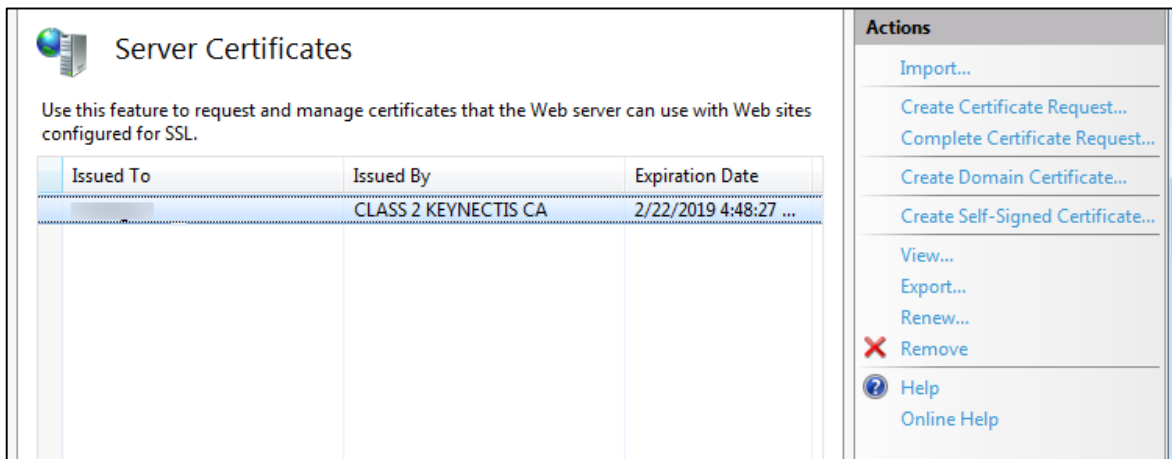 Server Certificates
Use this feature to request and manage certificates that the Web server can use with Web sites
configured for SSL.
Issued To Issued By Expiration Date
CLASS 2 KEYNECTIS CA 2/22/2019 4:48:27 ...
Actions
Import...
Create Certificate Request...
Complete Certificate Request...
Create Domain Certificate...
Create Self-Signed Certificate...
View...
Export...
Renew...
Remove
Help
Online Help